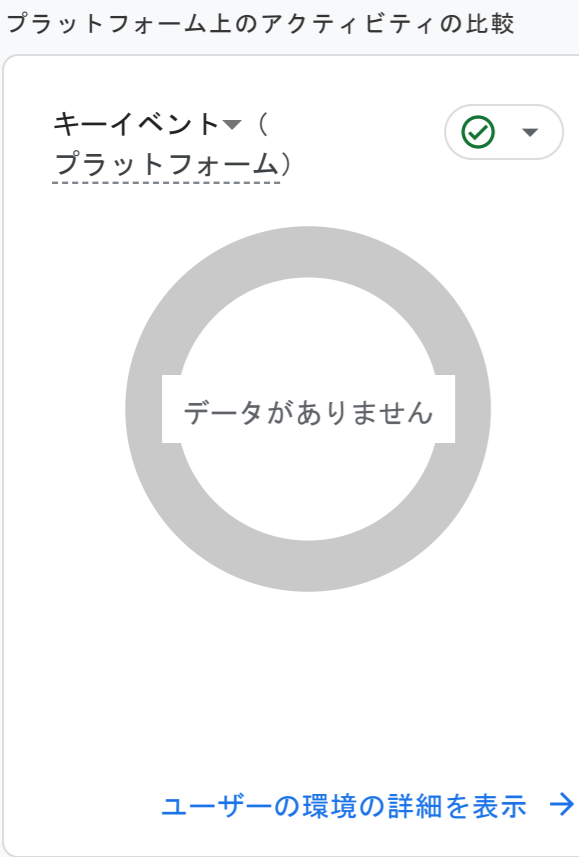 プラットフォーム上のアクティビティの比較
キーイベント (
プラットフォーム)
データがありません
ユーザーの環境の詳細を表示